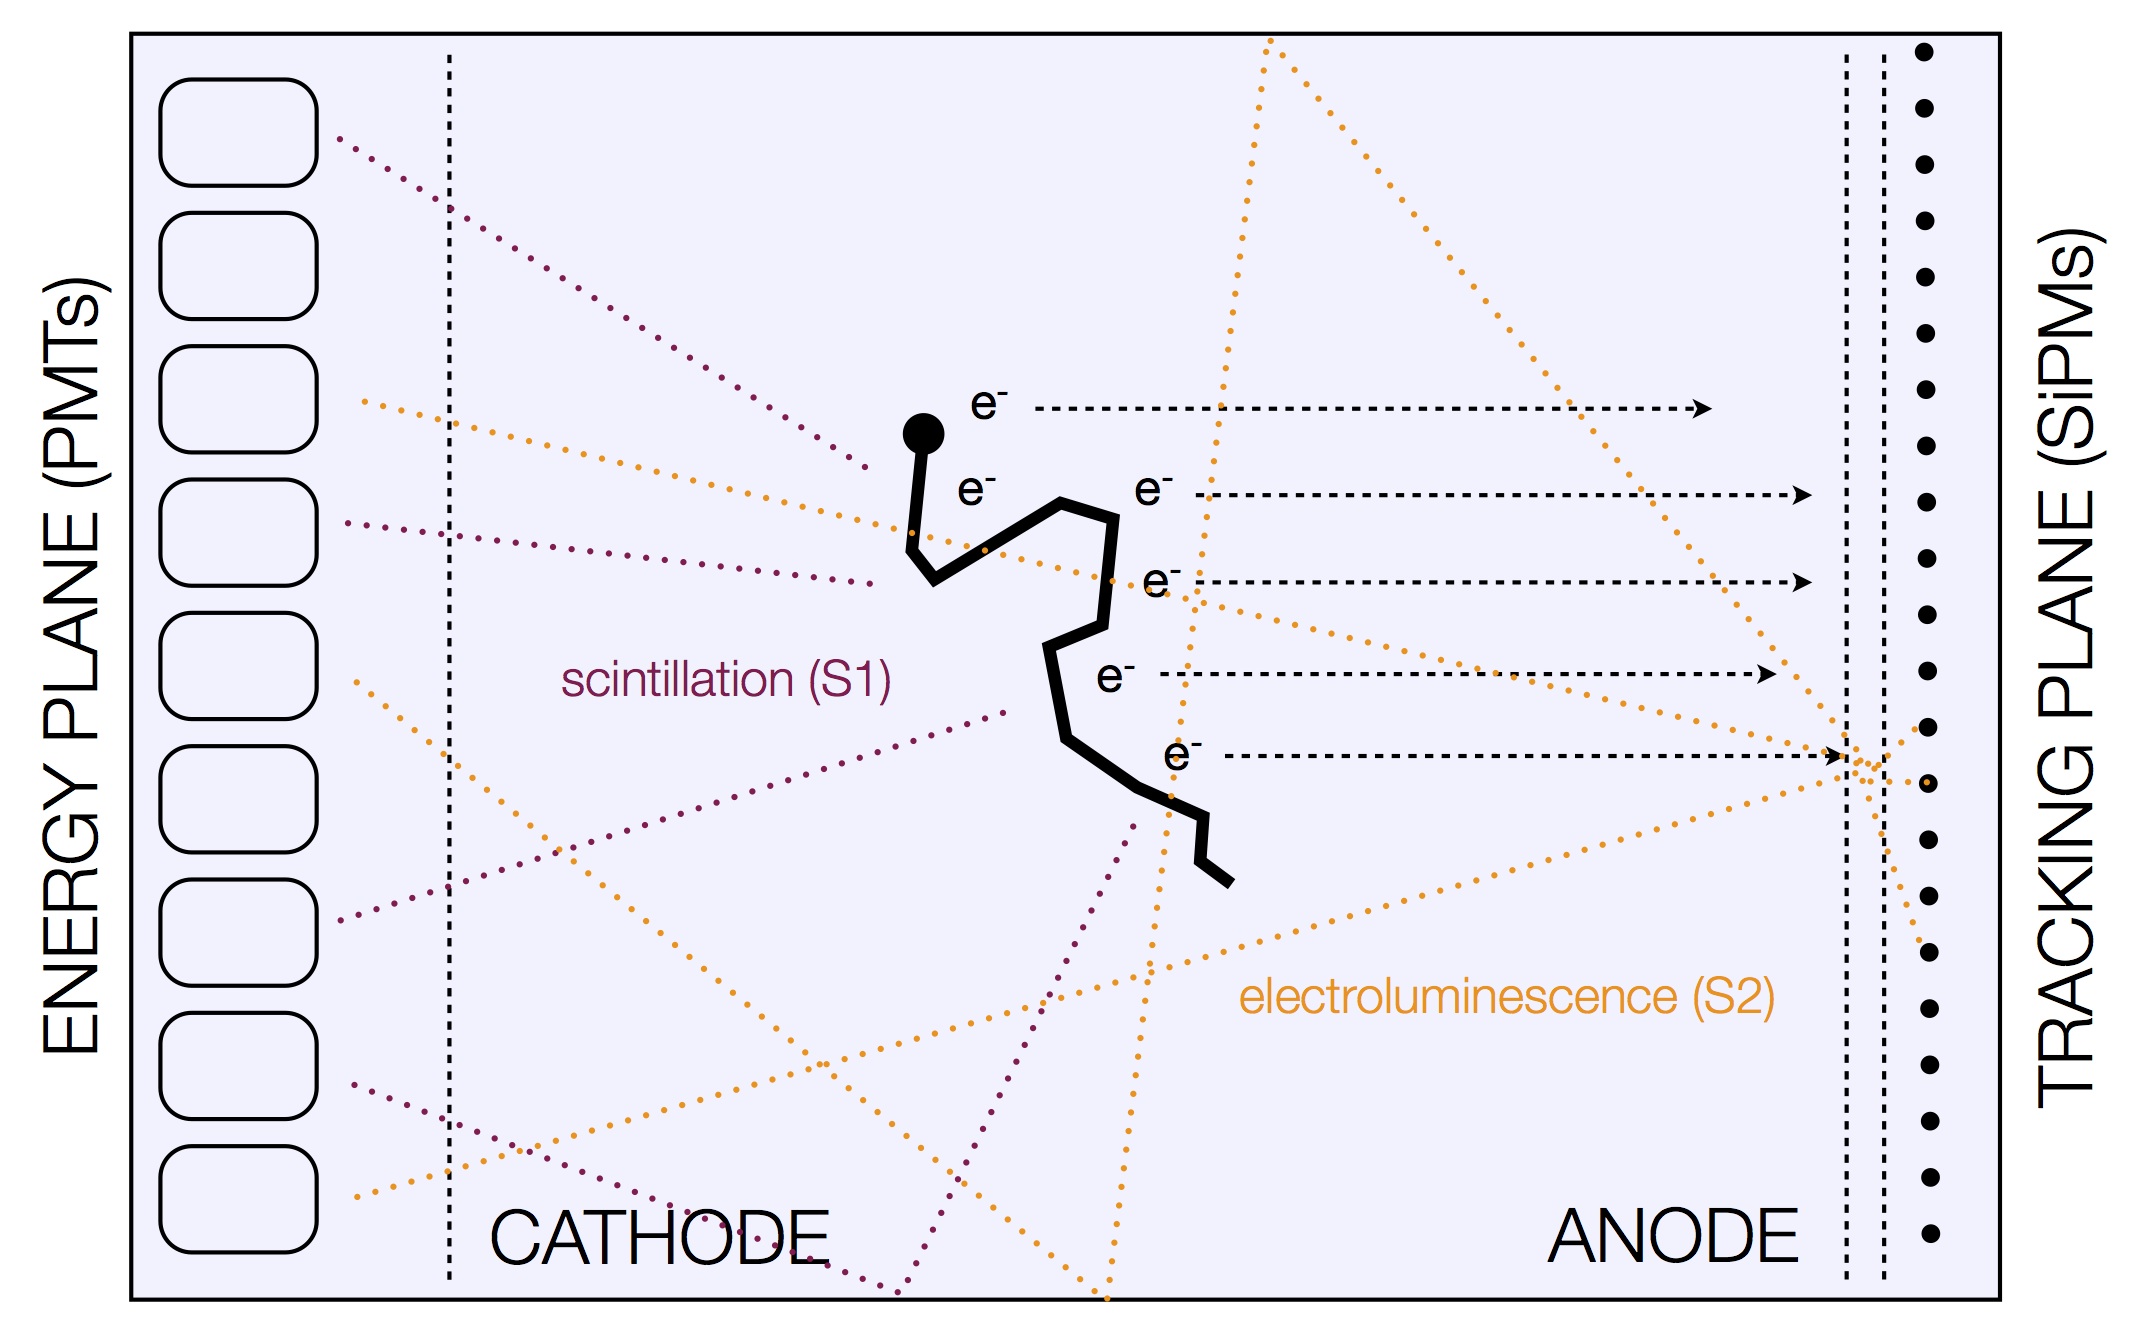 ENERGY PLANE (PMTs)
e-
e-
e-
e-
scintillation (S1)
e-
e-
electroluminescence (S2)
CATHODE
ANODE
TRACKING PLANE (SiPMs)